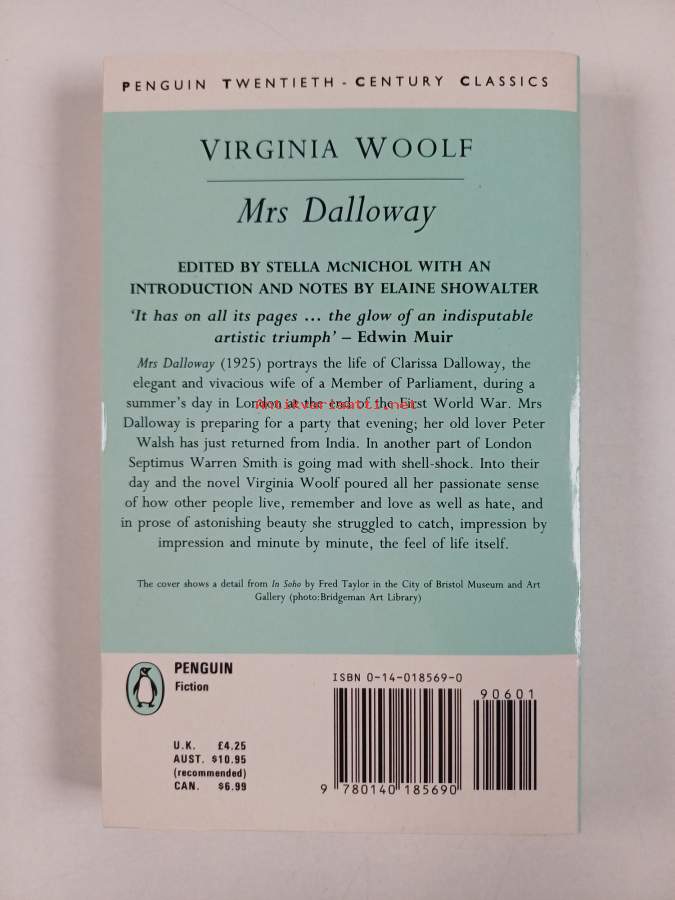 PENGUIN TWENTIETH - CENTURY CLASSICS
VIRGINIA WOOLF
Mrs Dalloway
EDITED BY STELLA McNICHOL WITH AN
INTRODUCTION AND NOTES BY ELAINE SHOWALTER
‘It has on all its pages ... the glow of an indisputable
artistic triumph’ – Edwin Muir
Mrs Dalloway (1925) portrays the life of Clarissa Dalloway, the
elegant and vivacious wife of a Member of Parliament, during a
summer’s day in London at the end of the First World War. Mrs
Antikvariaatti.net
Dalloway is preparing for a party that evening; her old lover Peter
Walsh has just returned from India. In another part of London
Septimus Warren Smith is going mad with shell-shock. Into their
day and the novel Virginia Woolf poured all her passionate sense
of how other people live, remember and love as well as hate, and
in prose of astonishing beauty she struggled to catch, impression by
impression and minute by minute, the feel of life itself.
The cover shows a detail from In Soho by Fred Taylor in the City of Bristol Museum and Art
Gallery (photo:Bridgeman Art Library)
PENGUIN
Fiction
U.K. £4.25
AUST. $10.95
(recommended)
CAN. $6.99
ISBN 0-14-018569-0
90601
9 780140 185690